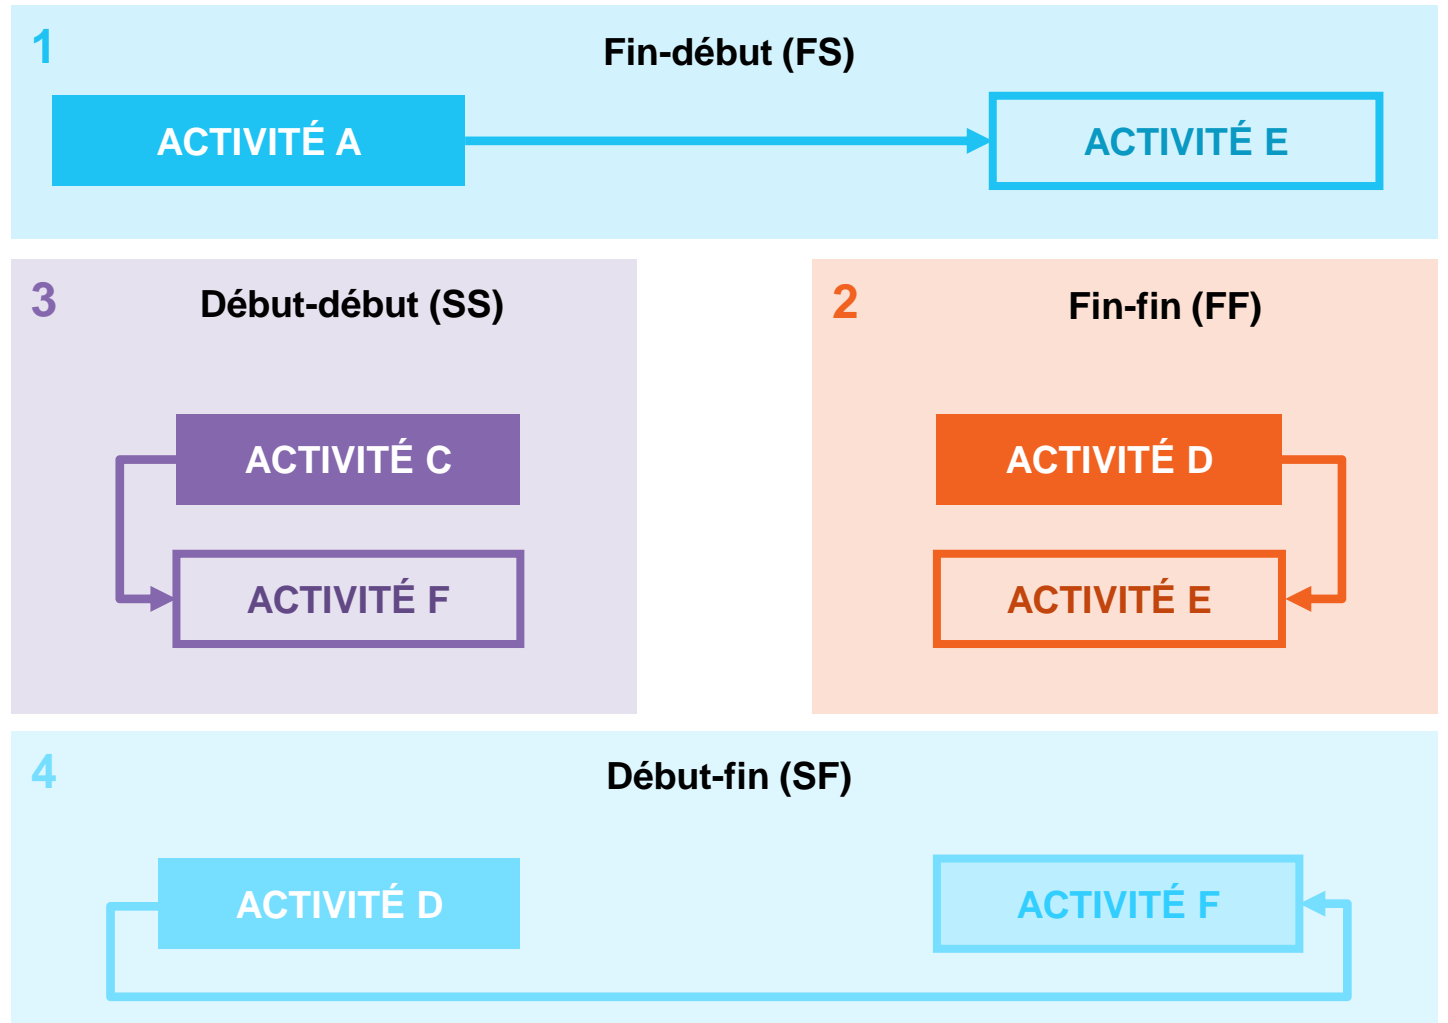 1
Fin-début (FS)
ACTIVITÉ A
ACTIVITÉ E
3
Début-début (SS)
ACTIVITÉ C
ACTIVITÉ F
2
Fin-fin (FF)
ACTIVITÉ D
ACTIVITÉ E
4
Début-fin (SF)
ACTIVITÉ D
ACTIVITÉ F